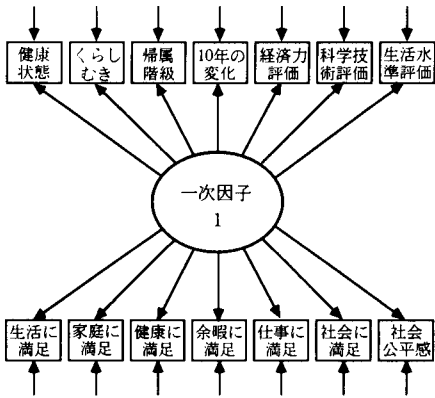 健康
状態
くらし
むき
帰属
階級
10年の
変化
経済力
評価
科学技
術評価
生活水
準評価
一次因子
1
生活に
満足
家庭に
満足
健康に
満足
余暇に
満足
仕事に
満足
社会に
満足
社会
公平感